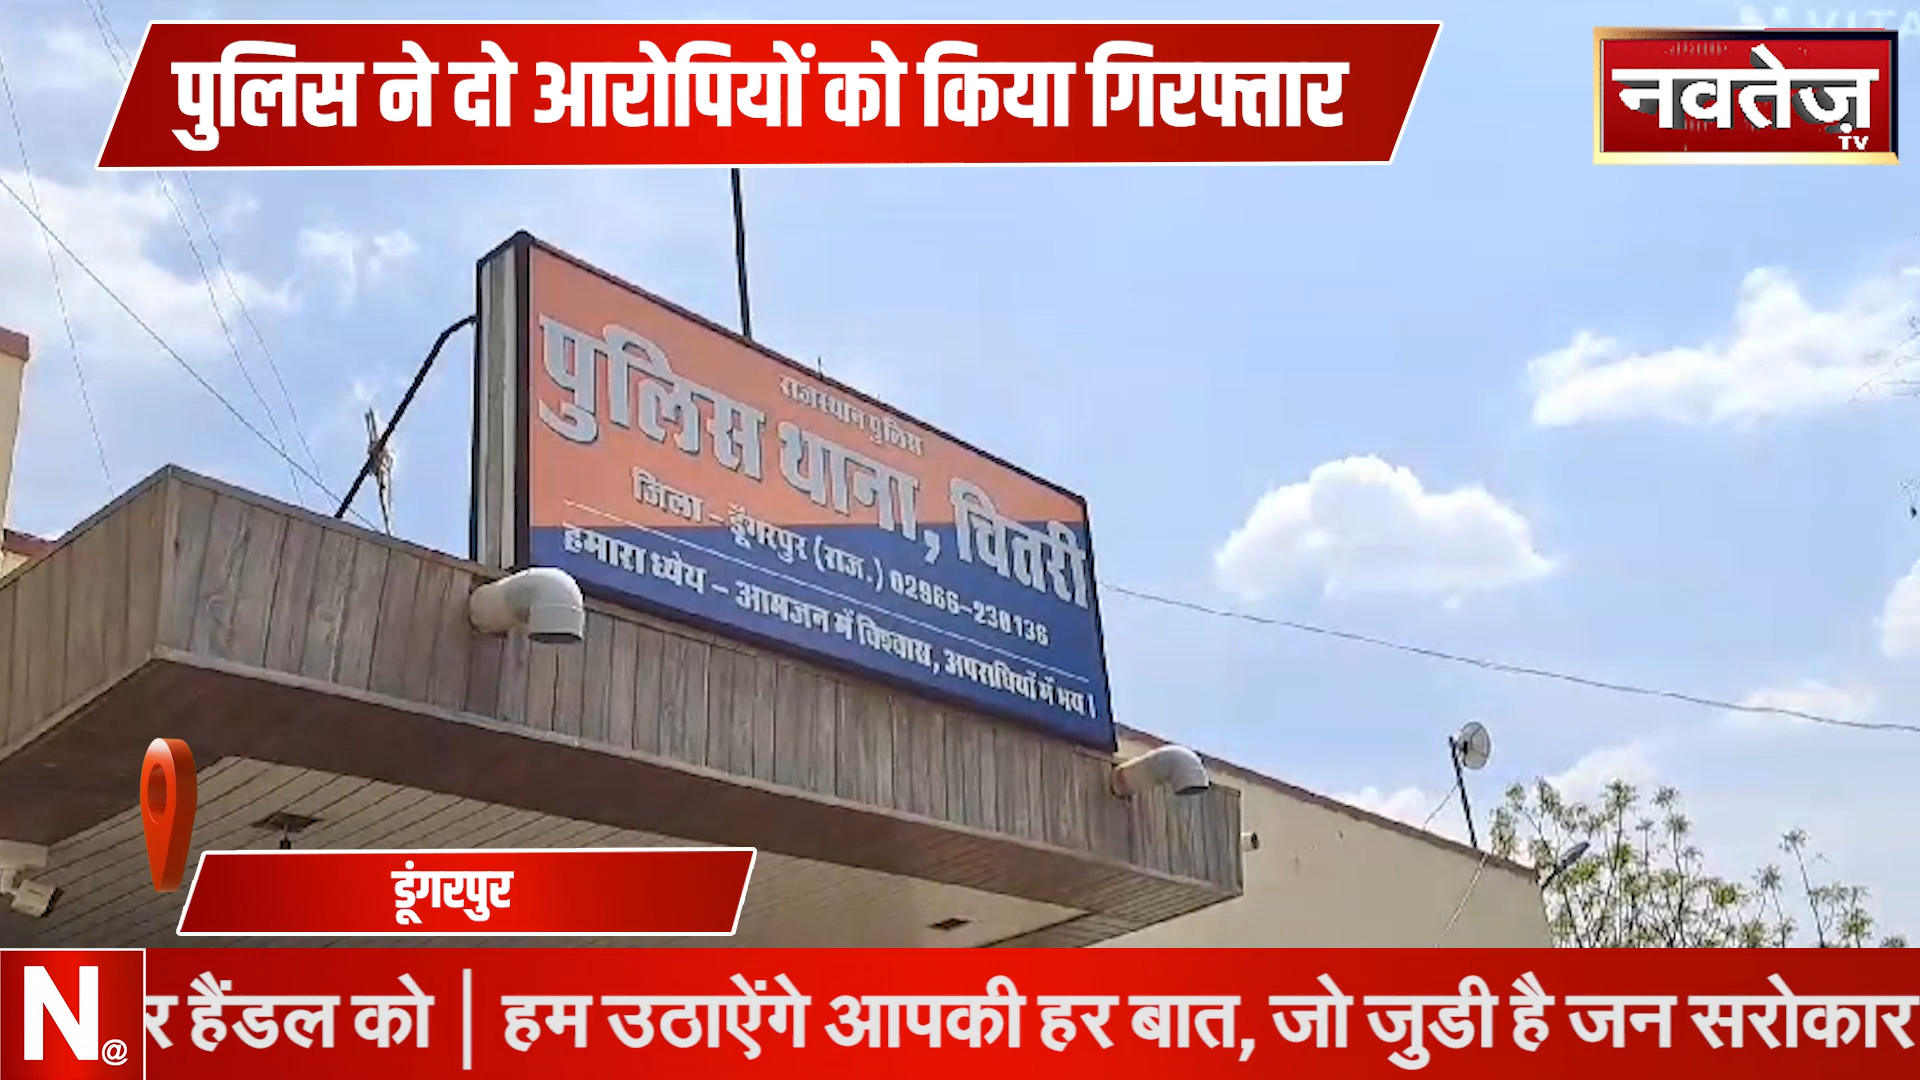 पुलिस ने दो आरोपियों को किया गिरफ्तार
नवतेज़
TV
राजस्थान पुलिस
पुलिस थाना, चितरी
जिला - डूंगरपुर (राज.) 02966-230136
हमारा ध्येय - आमजन में विश्वास, अपराधियों में भय।
डूंगरपुर
N@
र हैंडल को | हम उठाऐंगे आपकी हर बात, जो जुडी है जन सरोकार